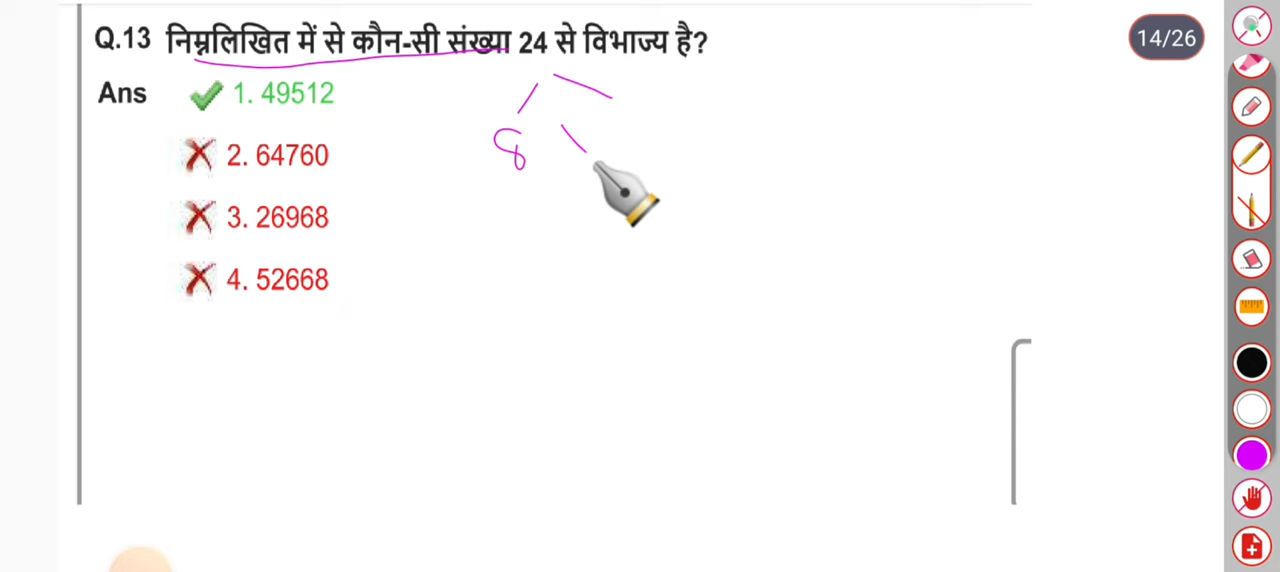 Q.13 निम्नलिखित में से कौन-सी संख्या 24 से विभाज्य है?
14/26
Ans 1. 49512
8
2. 64760
3. 26968
4. 52668